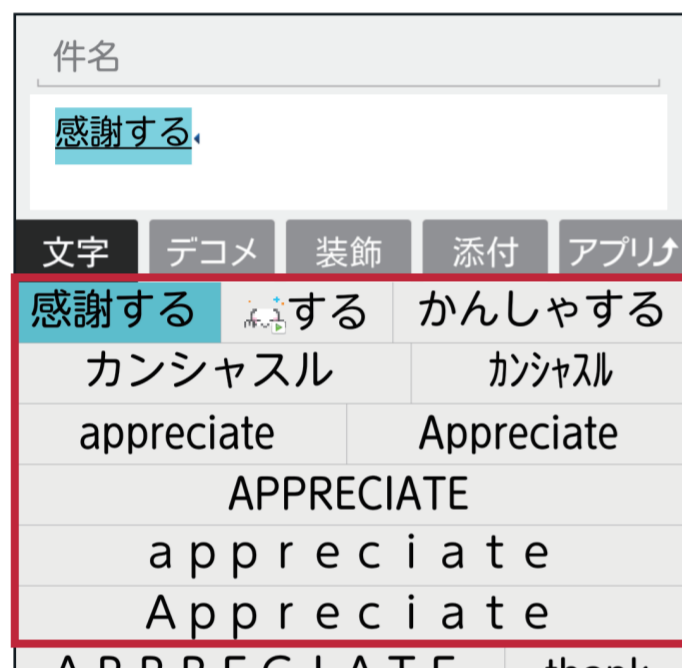 件名
感謝する
文字 デコメ 装飾 添付 アプリ
感謝する する かんしゃする
カンシャスル カンシャスル
appreciate Appreciate
APPRECIATE
ａｐｐｒｅｃｉａｔｅ
Ａｐｐｒｅｃｉａｔｅ
ＡＰＰＲＥＣＩＡＴＥ thank